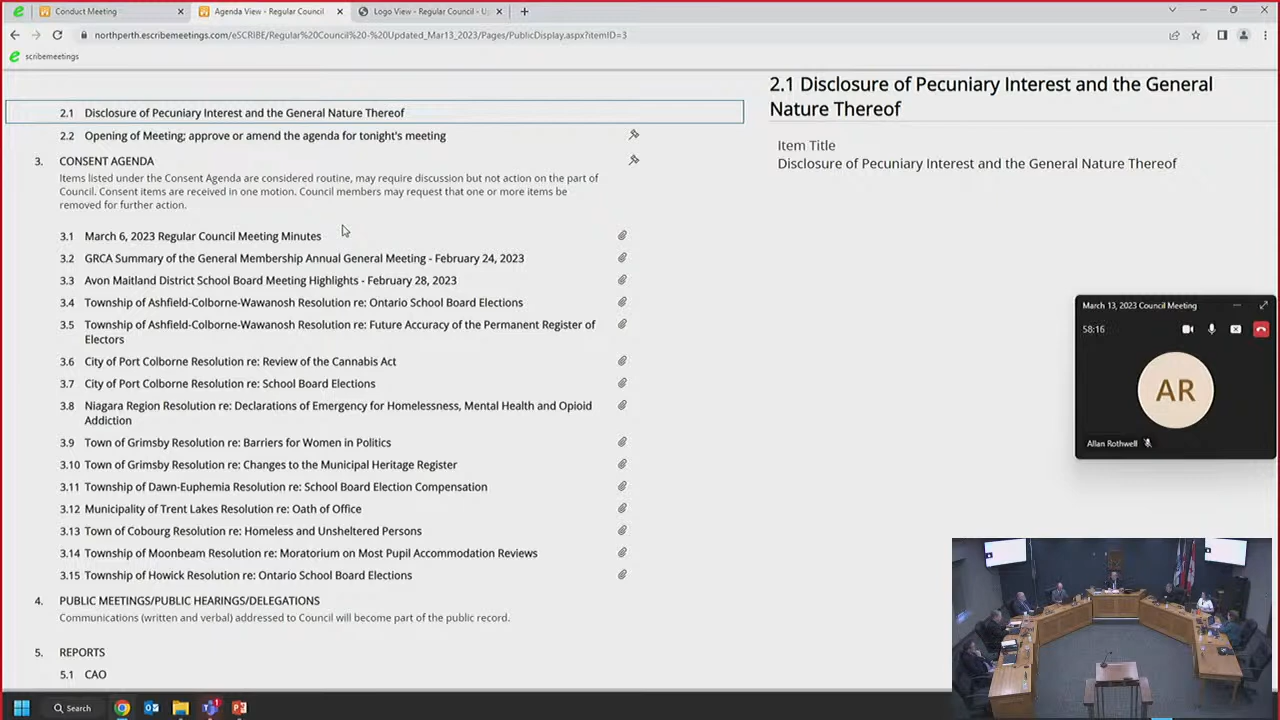 Conduct Meeting
Agenda View - Regular Council
Logo View - Regular Council - U
northperth.escribemeetings.com/eSCRIBE/Regular%20Council%20-%20Updated_Mar13_2023/Pages/PublicDisplay.aspx?itemID=3
scribemeetings
2.1 Disclosure of Pecuniary Interest and the General Nature Thereof
2.2 Opening of Meeting; approve or amend the agenda for tonight's meeting
3. CONSENT AGENDA
Items listed under the Consent Agenda are considered routine, may require discussion but not action on the part of
Council. Consent items are received in one motion. Council members may request that one or more items be
removed for further action.
3.1 March 6, 2023 Regular Council Meeting Minutes
3.2 GRCA Summary of the General Membership Annual General Meeting - February 24, 2023
3.3 Avon Maitland District School Board Meeting Highlights - February 28, 2023
3.4 Township of Ashfield-Colborne-Wawanosh Resolution re: Ontario School Board Elections
3.5 Township of Ashfield-Colborne-Wawanosh Resolution re: Future Accuracy of the Permanent Register of
Electors
3.6 City of Port Colborne Resolution re: Review of the Cannabis Act
3.7 City of Port Colborne Resolution re: School Board Elections
3.8 Niagara Region Resolution re: Declarations of Emergency for Homelessness, Mental Health and Opioid
Addiction
3.9 Town of Grimsby Resolution re: Barriers for Women in Politics
3.10 Town of Grimsby Resolution re: Changes to the Municipal Heritage Register
3.11 Township of Dawn-Euphemia Resolution re: School Board Election Compensation
3.12 Municipality of Trent Lakes Resolution re: Oath of Office
3.13 Town of Cobourg Resolution re: Homeless and Unsheltered Persons
3.14 Township of Moonbeam Resolution re: Moratorium on Most Pupil Accommodation Reviews
3.15 Township of Howick Resolution re: Ontario School Board Elections
4. PUBLIC MEETINGS/PUBLIC HEARINGS/DELEGATIONS
Communications (written and verbal) addressed to Council will become part of the public record.
5. REPORTS
5.1 CAO
2.1 Disclosure of Pecuniary Interest and the General
Nature Thereof
Item Title
Disclosure of Pecuniary Interest and the General Nature Thereof
March 13, 2023 Council Meeting
58:16
AR
Allan Rothwell
Search